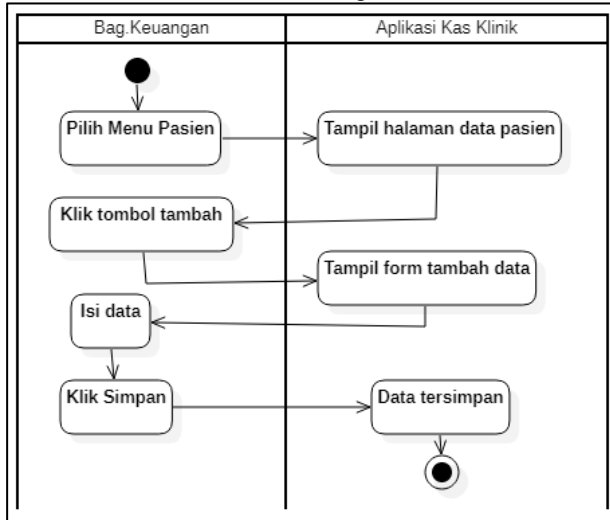 Bag.Keuangan
Aplikasi Kas Klinik
Pilih Menu Pasien
Tampil halaman data pasien
Klik tombol tambah
Tampil form tambah data
Isi data
Klik Simpan
Data tersimpan